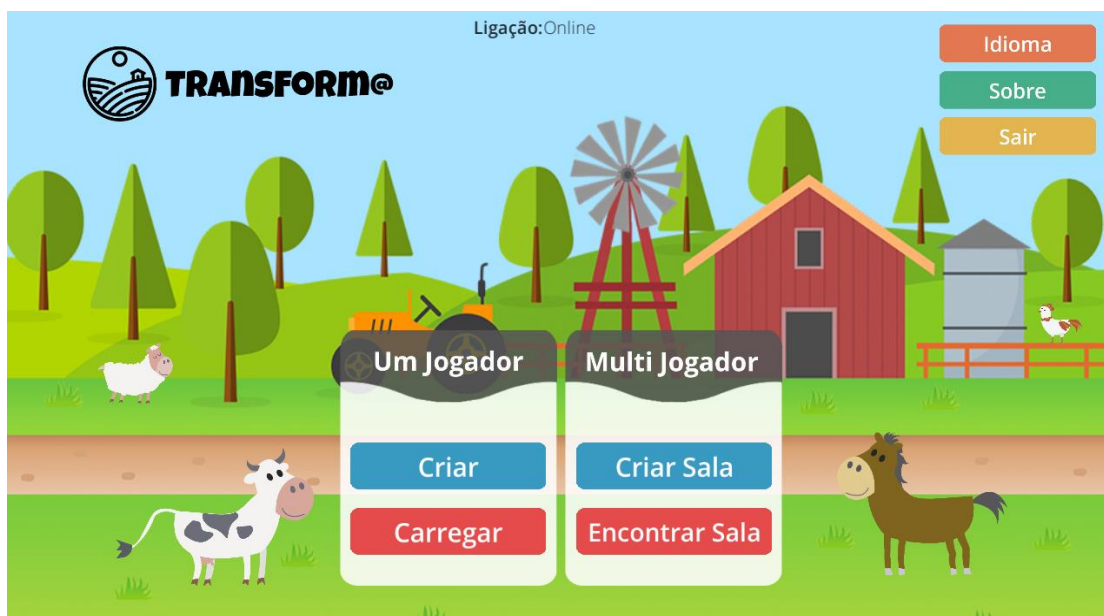 Ligação:Online
TRANSFORM@
Idioma
Sobre
Sair
Um Jogador
Criar
Carregar
Multi Jogador
Criar Sala
Encontrar Sala